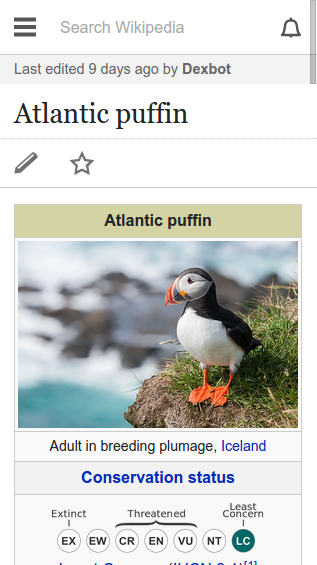 Search Wikipedia
Last edited 9 days ago by Dexbot
Atlantic puffin
Atlantic puffin
Adult in breeding plumage, Iceland
Conservation status
Extinct Threatened Least Concern
EX EW CR EN VU NT LC